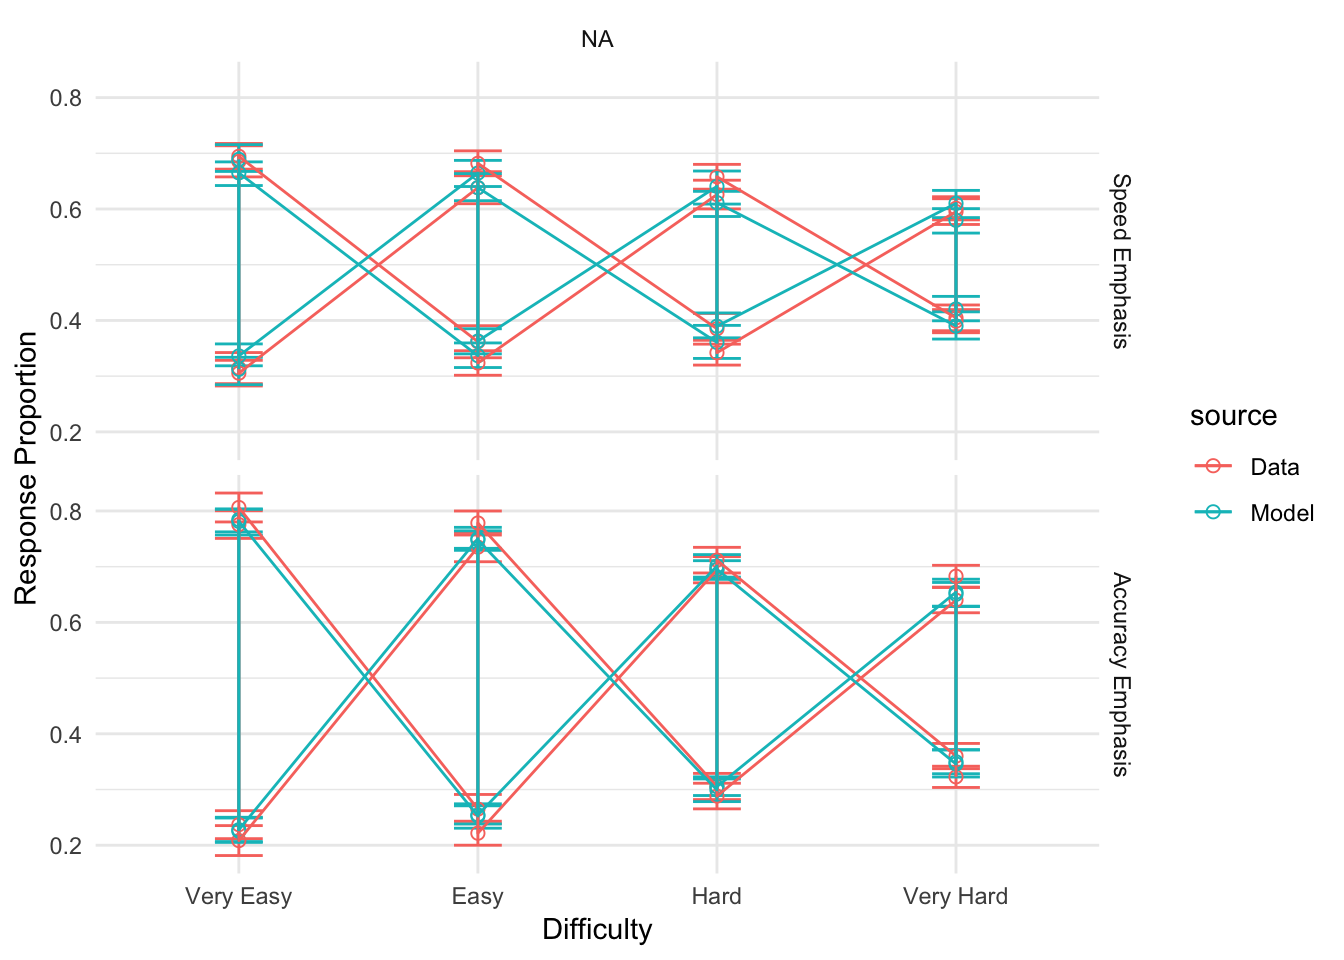 NA
0.8
0.6
0.4
0.2
Speed Emphasis
0.8
0.6
0.4
0.2
Accuracy Emphasis
Response Proportion
Very Easy
Easy
Hard
Very Hard
Difficulty
source
Data
Model